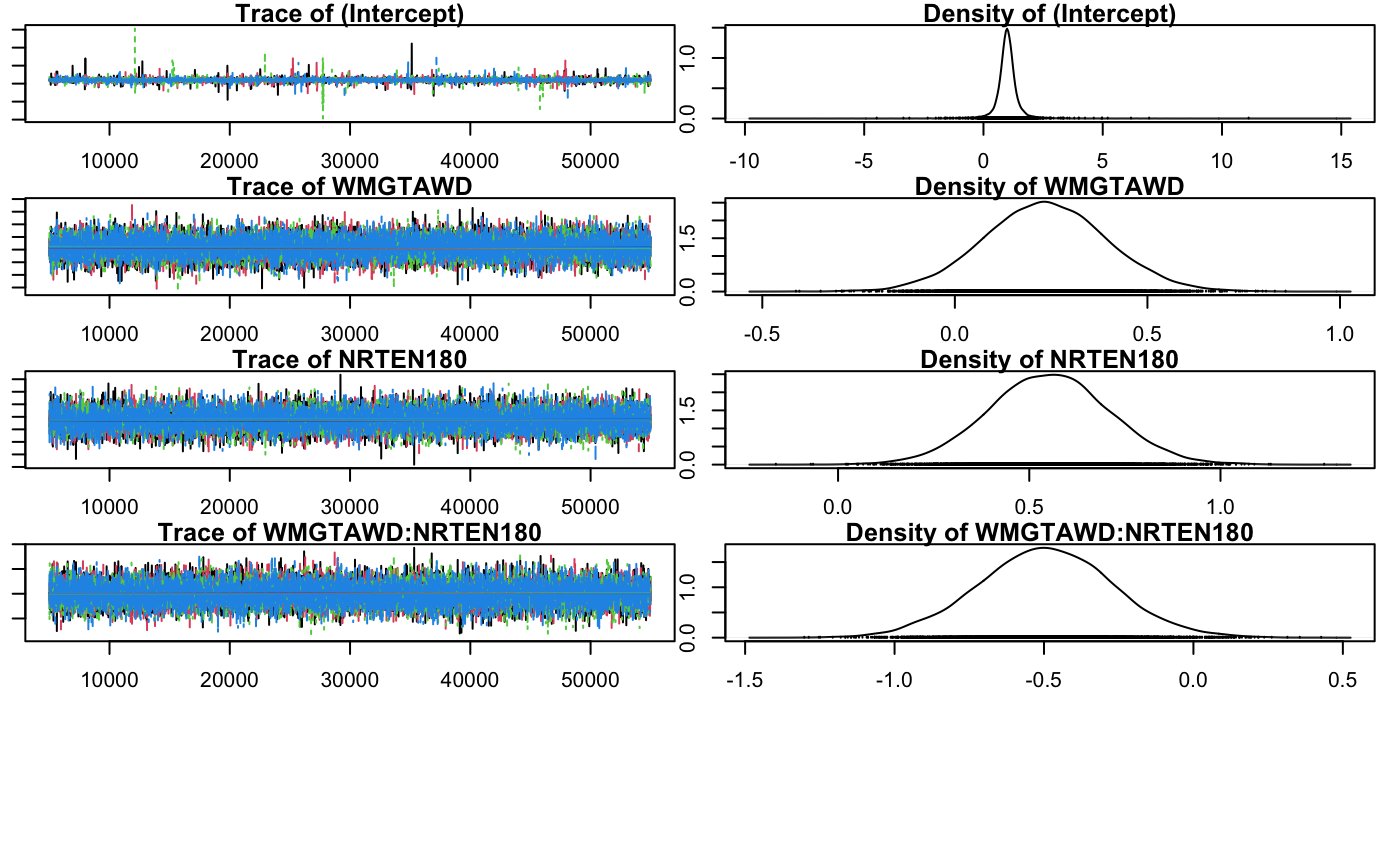 Trace of (Intercept)
10000 20000 30000 40000 50000
Density of (Intercept)
0.0 1.0
-10 -5 0 5 10 15
Trace of WMGTAWD
10000 20000 30000 40000 50000
Density of WMGTAWD
0.0 1.5
-0.5 0.0 0.5 1.0
Trace of NRTEN180
10000 20000 30000 40000 50000
Density of NRTEN180
0.0 1.5
0.0 0.5 1.0
Trace of WMGTAWD:NRTEN180
10000 20000 30000 40000 50000
Density of WMGTAWD:NRTEN180
0.0 1.0
-1.5 -1.0 -0.5 0.0 0.5